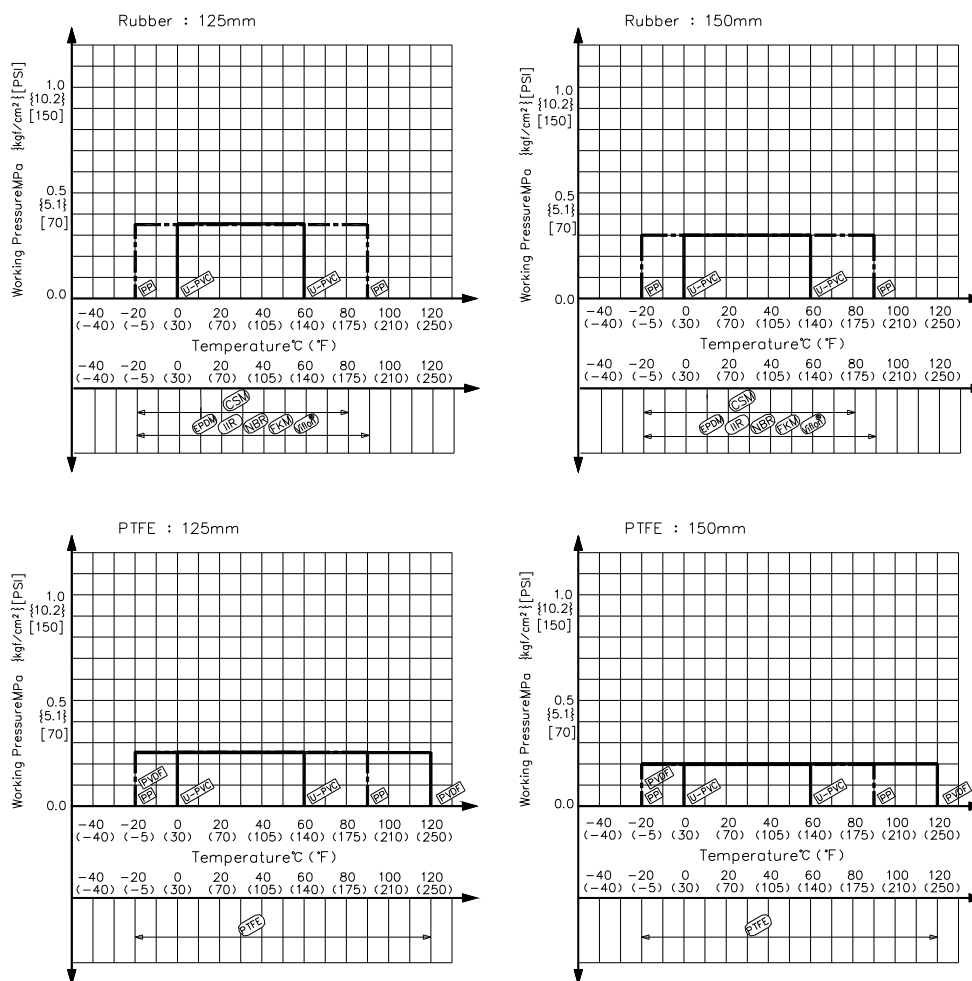 Rubber : 125mm
Working PressureMPa {kgf/cm²}[PSI]
1.0
{10.2}
[150]
0.5
{5.1}
[70]
0.0
PP U-PVC U-PVC PP
-40 -20 0 20 40 60 80 100 120
(-40) (-5) (30) (70) (105) (140) (175) (210) (250)
Temperature℃ (°F)
-40 -20 0 20 40 60 80 100 120
(-40) (-5) (30) (70) (105) (140) (175) (210) (250)
CSM
EPDM IIR NBR FKM Viflon®
Rubber : 150mm
Working PressureMPa {kgf/cm²}[PSI]
1.0
{10.2}
[150]
0.5
{5.1}
[70]
0.0
PP U-PVC U-PVC PP
-40 -20 0 20 40 60 80 100 120
(-40) (-5) (30) (70) (105) (140) (175) (210) (250)
Temperature℃ (°F)
-40 -20 0 20 40 60 80 100 120
(-40) (-5) (30) (70) (105) (140) (175) (210) (250)
CSM
EPDM IIR NBR FKM Viflon®
PTFE : 125mm
Working PressureMPa {kgf/cm²}[PSI]
1.0
{10.2}
[150]
0.5
{5.1}
[70]
0.0
PVDF
PP U-PVC U-PVC PP PVDF
-40 -20 0 20 40 60 80 100 120
(-40) (-5) (30) (70) (105) (140) (175) (210) (250)
Temperature℃ (°F)
-40 -20 0 20 40 60 80 100 120
(-40) (-5) (30) (70) (105) (140) (175) (210) (250)
PTFE
PTFE : 150mm
Working PressureMPa {kgf/cm²}[PSI]
1.0
{10.2}
[150]
0.5
{5.1}
[70]
0.0
PVDF
PP U-PVC U-PVC PP PVDF
-40 -20 0 20 40 60 80 100 120
(-40) (-5) (30) (70) (105) (140) (175) (210) (250)
Temperature℃ (°F)
-40 -20 0 20 40 60 80 100 120
(-40) (-5) (30) (70) (105) (140) (175) (210) (250)
PTFE